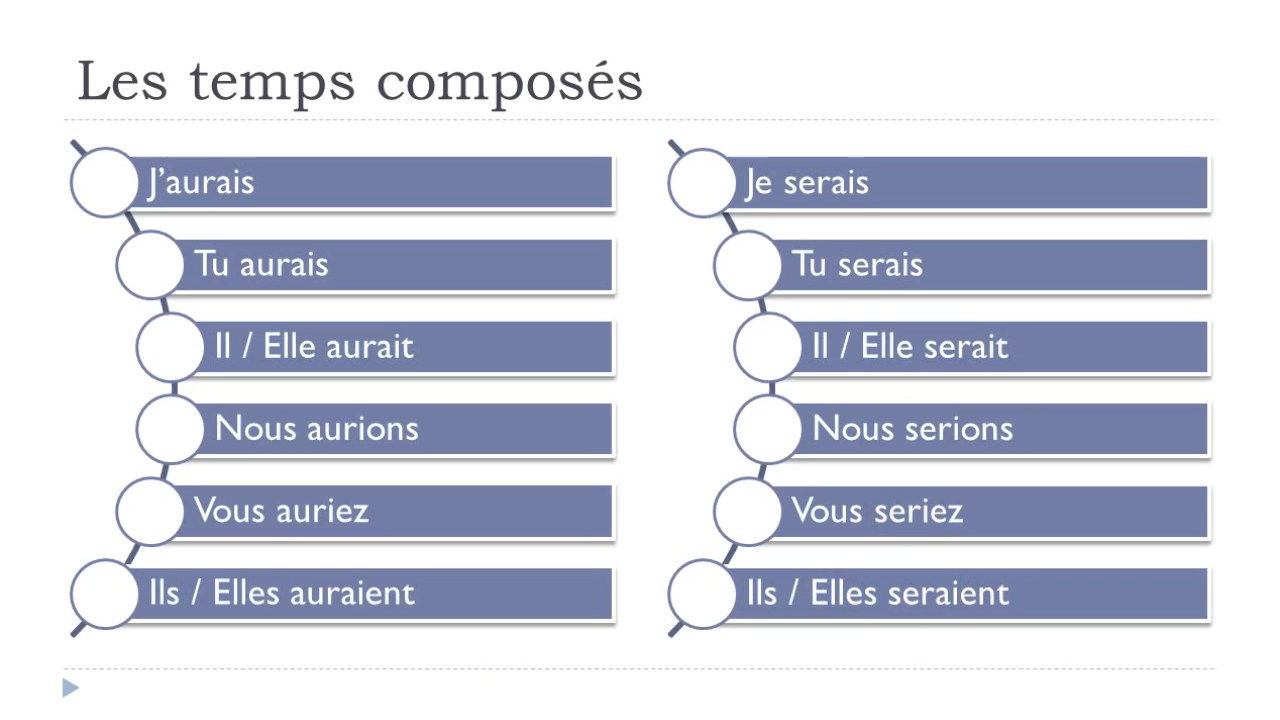 Les temps composés
J’aurais
Tu aurais
Il / Elle aurait
Nous aurions
Vous auriez
Ils / Elles auraient
Je serais
Tu serais
Il / Elle serait
Nous serions
Vous seriez
Ils / Elles seraient